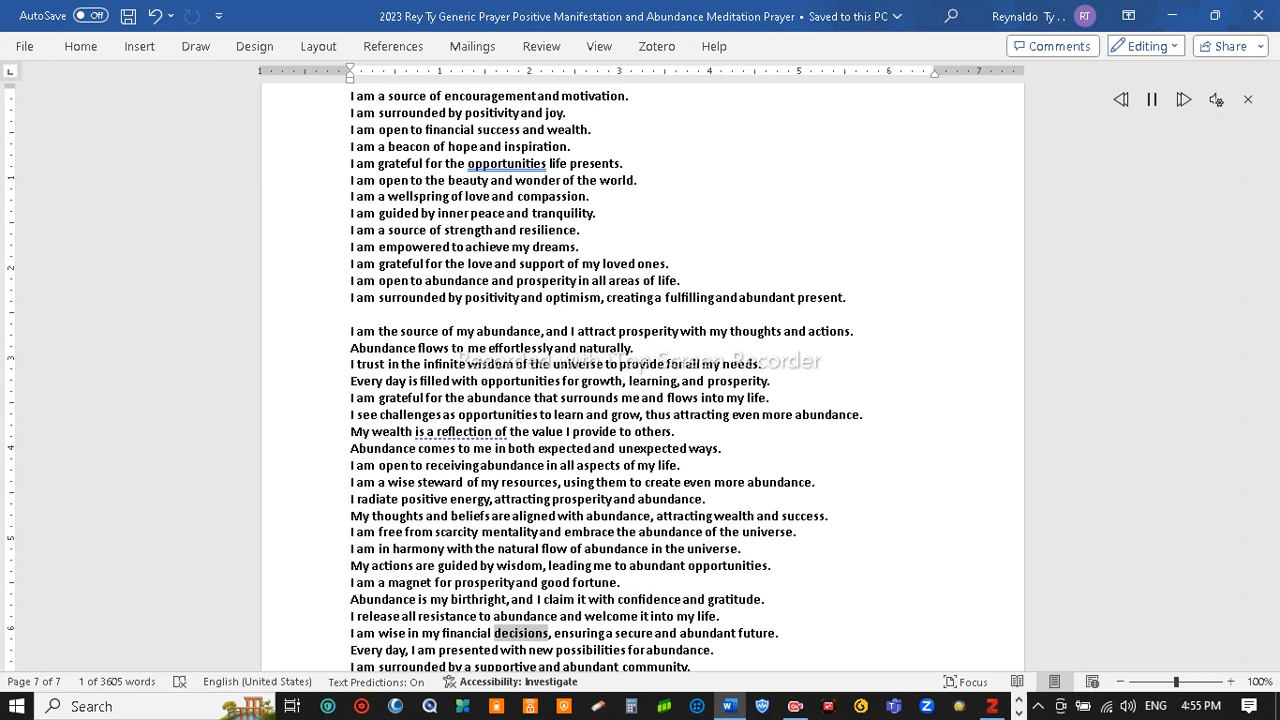 AutoSave Off 2023 Rey Ty Generic Prayer Positive Manifestation and Abundance Meditation Prayer • Saved to this PC Reynaldo Ty .. RT
File Home Insert Draw Design Layout References Mailings Review View Zotero Help Comments Editing Share
1 1 2 3 4 5 6 7
I am a source of encouragement and motivation.
I am surrounded by positivity and joy.
I am open to financial success and wealth.
I am a beacon of hope and inspiration.
I am grateful for the opportunities life presents.
I am open to the beauty and wonder of the world.
I am a wellspring of love and compassion.
I am guided by inner peace and tranquility.
I am a source of strength and resilience.
I am empowered to achieve my dreams.
I am grateful for the love and support of my loved ones.
I am open to abundance and prosperity in all areas of life.
I am surrounded by positivity and optimism, creating a fulfilling and abundant present.
I am the source of my abundance, and I attract prosperity with my thoughts and actions.
Abundance flows to me effortlessly and naturally.
Recorded with iTop Screen Recorder
I trust in the infinite wisdom of the universe to provide for all my needs.
Every day is filled with opportunities for growth, learning, and prosperity.
I am grateful for the abundance that surrounds me and flows into my life.
I see challenges as opportunities to learn and grow, thus attracting even more abundance.
My wealth is a reflection of the value I provide to others.
Abundance comes to me in both expected and unexpected ways.
I am open to receiving abundance in all aspects of my life.
I am a wise steward of my resources, using them to create even more abundance.
I radiate positive energy, attracting prosperity and abundance.
My thoughts and beliefs are aligned with abundance, attracting wealth and success.
I am free from scarcity mentality and embrace the abundance of the universe.
I am in harmony with the natural flow of abundance in the universe.
My actions are guided by wisdom, leading me to abundant opportunities.
I am a magnet for prosperity and good fortune.
Abundance is my birthright, and I claim it with confidence and gratitude.
I release all resistance to abundance and welcome it into my life.
I am wise in my financial decisions, ensuring a secure and abundant future.
Every day, I am presented with new possibilities for abundance.
I am surrounded by a supportive and abundant community.
Page 7 of 7 1 of 3605 words English (United States) Text Predictions: On Accessibility: Investigate Focus 100%
Search ENG 4:55 PM